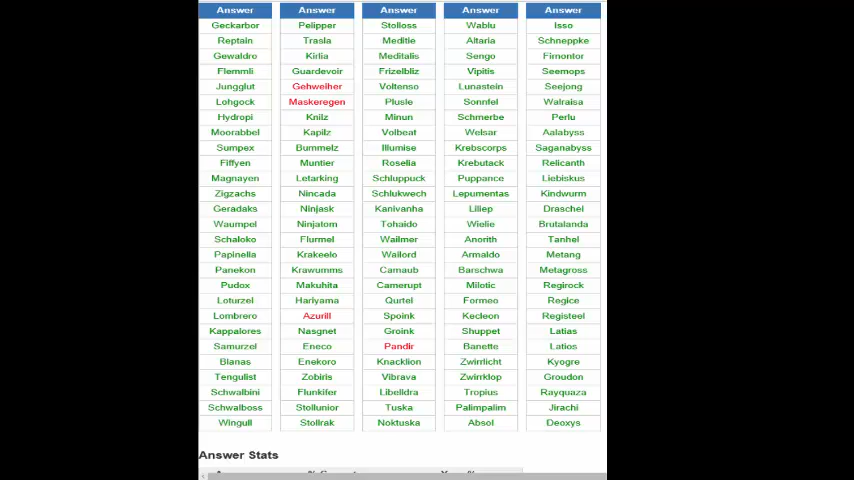 Answer Answer Answer Answer Answer
Geckarbor Pelipper Stolloss Wablu Isso
Reptain Trasla Meditie Altaria Schneppke
Gewaldro Kirlia Meditalis Sengo Firnontor
Flemmli Guardevoir Frizelbliz Vipitis Seemops
Jungglut Gehweiher Voltenso Lunastein Seejong
Lohgock Maskeregen Plusle Sonnfel Walraisa
Hydropi Knilz Minun Schmerbe Perlu
Moorabbel Kapilz Volbeat Welsar Aalabyss
Sumpex Bummelz Illumise Krebscorps Saganabyss
Fiffyen Muntier Roselia Krebutack Relicanth
Magnayen Letarking Schluppuck Puppance Liebiskus
Zigzachs Nincada Schlukwech Lepumentas Kindwurm
Geradaks Ninjask Kanivanha Liliep Draschel
Waumpel Ninjatom Tohaido Wielie Brutalanda
Schaloko Flurmel Wailmer Anorith Tanhel
Papinella Krakeelo Wailord Armaldo Metang
Panekon Krawumms Camaub Barschwa Metagross
Pudox Makuhita Camerupt Milotic Regirock
Loturzel Hariyama Qurtel Formeo Regice
Lombrero Azurill Spoink Kecleon Registeel
Kappalores Nasgnet Groink Shuppet Latias
Samurzel Eneco Pandir Banette Latios
Blanas Enekoro Knacklion Zwirrlicht Kyogre
Tengulist Zobiris Vibrava Zwirrklop Groudon
Schwalbini Flunkifer Libelldra Tropius Rayquaza
Schwalboss Stollunior Tuska Palimpalim Jirachi
Wingull Stollrak Noktuska Absol Deoxys
Answer Stats